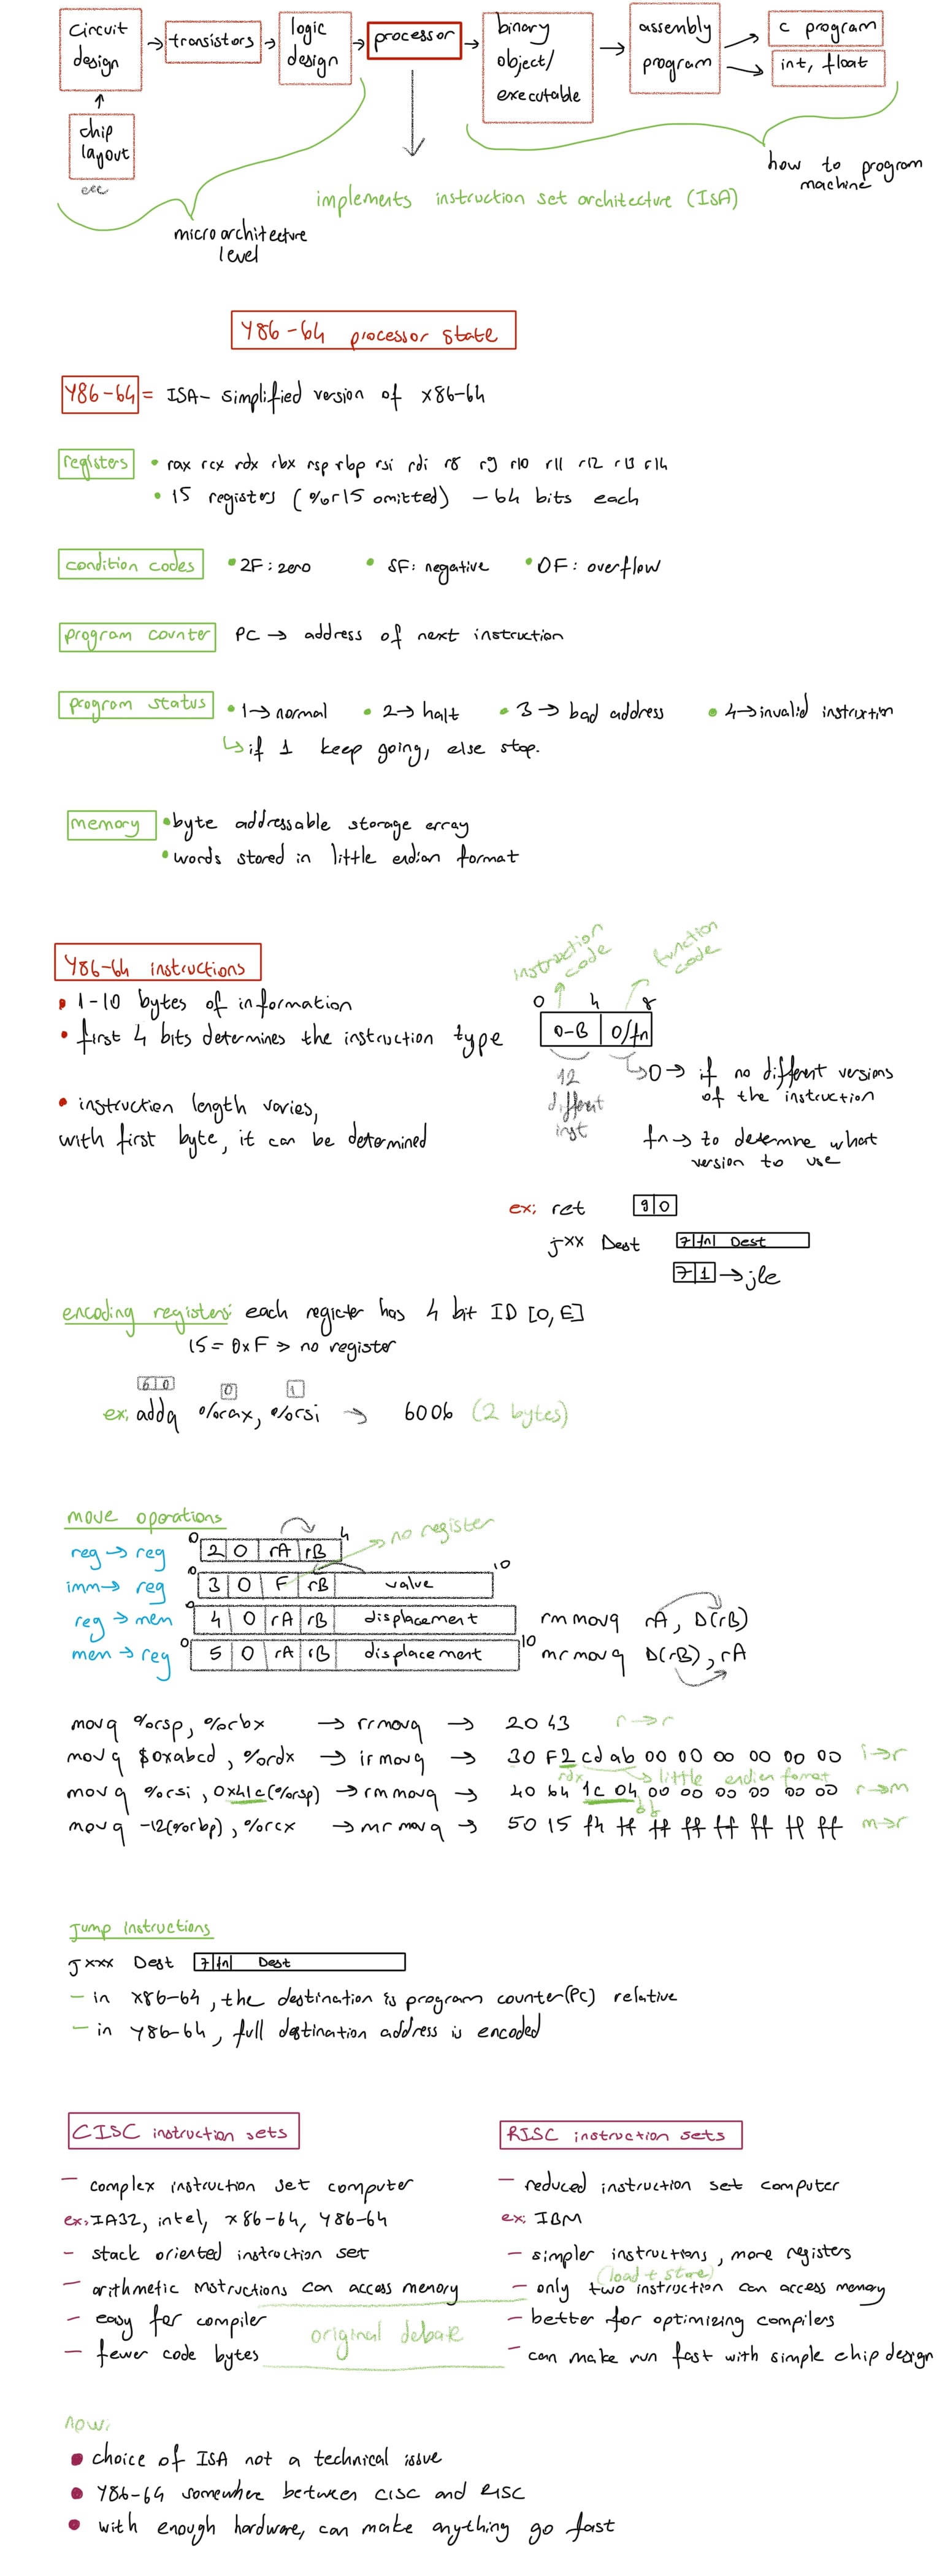 circuit design
transistors
logic design
processor
binary object/ executable
assembly program
c program
int, float
chip layout
how to program machine
implements instruction set architecture (ISA)
micro architecture level
Y86-64 processor state
Y86-64 = ISA- simplified version of x86-64
registers • rax rcx rdx rbx rsp rbp rsi rdi r8 r9 r10 r11 r12 r13 r14
• 15 registers (%r15 omitted) - 64 bits each
condition codes • ZF: zero • SF: negative • OF: overflow
program counter PC → address of next instruction
program status • 1→ normal • 2→ halt • 3→ bad address • 4→ invalid instruction
↳ if 1 keep going, else stop.
memory • byte addressable storage array
• words stored in little endian format
instruction code
function code
Y86-64 instructions
• 1-10 bytes of information
0 4 8
• first 4 bits determines the instruction type
0-B 0/fn
12 different inst
↳0→ if no different versions of the instruction
• instruction length varies,
with first byte, it can be determined
fn→ to determine what version to use
ex: ret 9 0
jxx Dest 7 fn Dest
7 1 → jle
encoding registers: each register has 4 bit ID [0,E]
15 = 0xF => no register
6 0 0 1
ex: addq %rax, %rsi → 6006 (2 bytes)
move operations
0 4
→ no register
reg → reg 2 0 rA rB
0 10
imm → reg 3 0 F rB value
reg → mem 4 0 rA rB displacement rmmovq rA, D(rB)
0 10
mem → reg 5 0 rA rB displacement mrmovq D(rB), rA
movq %rsp, %rbx → rrmovq → 20 43 r→r
movq $0xabcd, %rdx → irmovq → 30 F2 cd ab 00 00 00 00 00 00 i→r
rdx → little endian format
movq %rsi, 0x41c(%rsp) → rmmovq → 40 64 1c 04 00 00 00 00 00 00 r→m
movq -12(%rbp), %rcx → mrmovq → 50 15 f4 ff ff ff ff ff ff ff m→r
Jump Instructions
Jxxx Dest 7 fn Dest
- in x86-64, the destination is program counter(PC) relative
- in y86-64, full destination address is encoded
CISC instruction sets
- complex instruction set computer
ex: IA32, intel, x86-64, Y86-64
- stack oriented instruction set
- arithmetic instructions can access memory
- easy for compiler
- fewer code bytes
original debate
RISC instruction sets
- reduced instruction set computer
ex: IBM
- simpler instructions, more registers
(load + store)
- only two instruction can access memory
- better for optimizing compilers
- can make run fast with simple chip design
now:
• choice of ISA not a technical issue
• Y86-64 somewhere between CISC and RISC
• with enough hardware, can make anything go fast